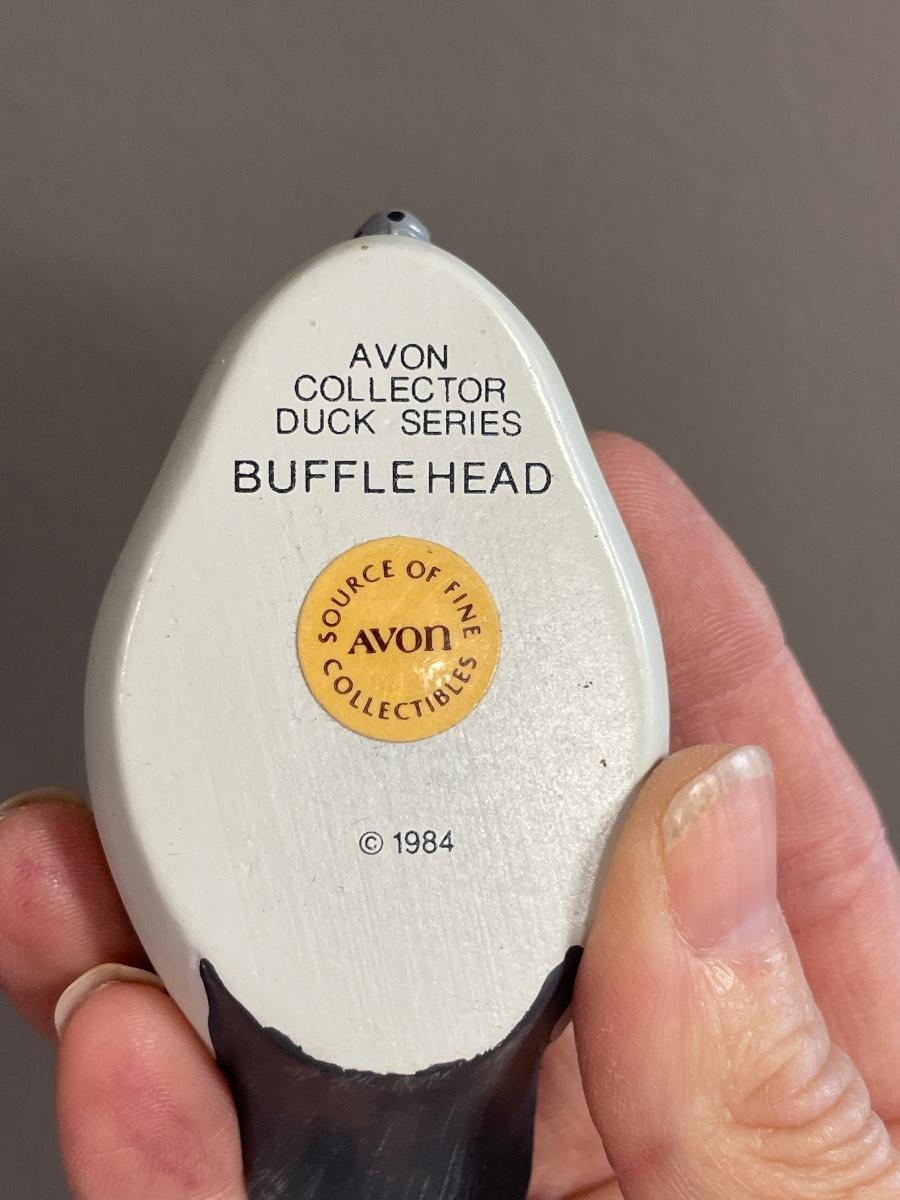 AVON
COLLECTOR
DUCK SERIES
BUFFLEHEAD
SOURCE OF FINE
AVON
COLLECTIBLES
© 1984